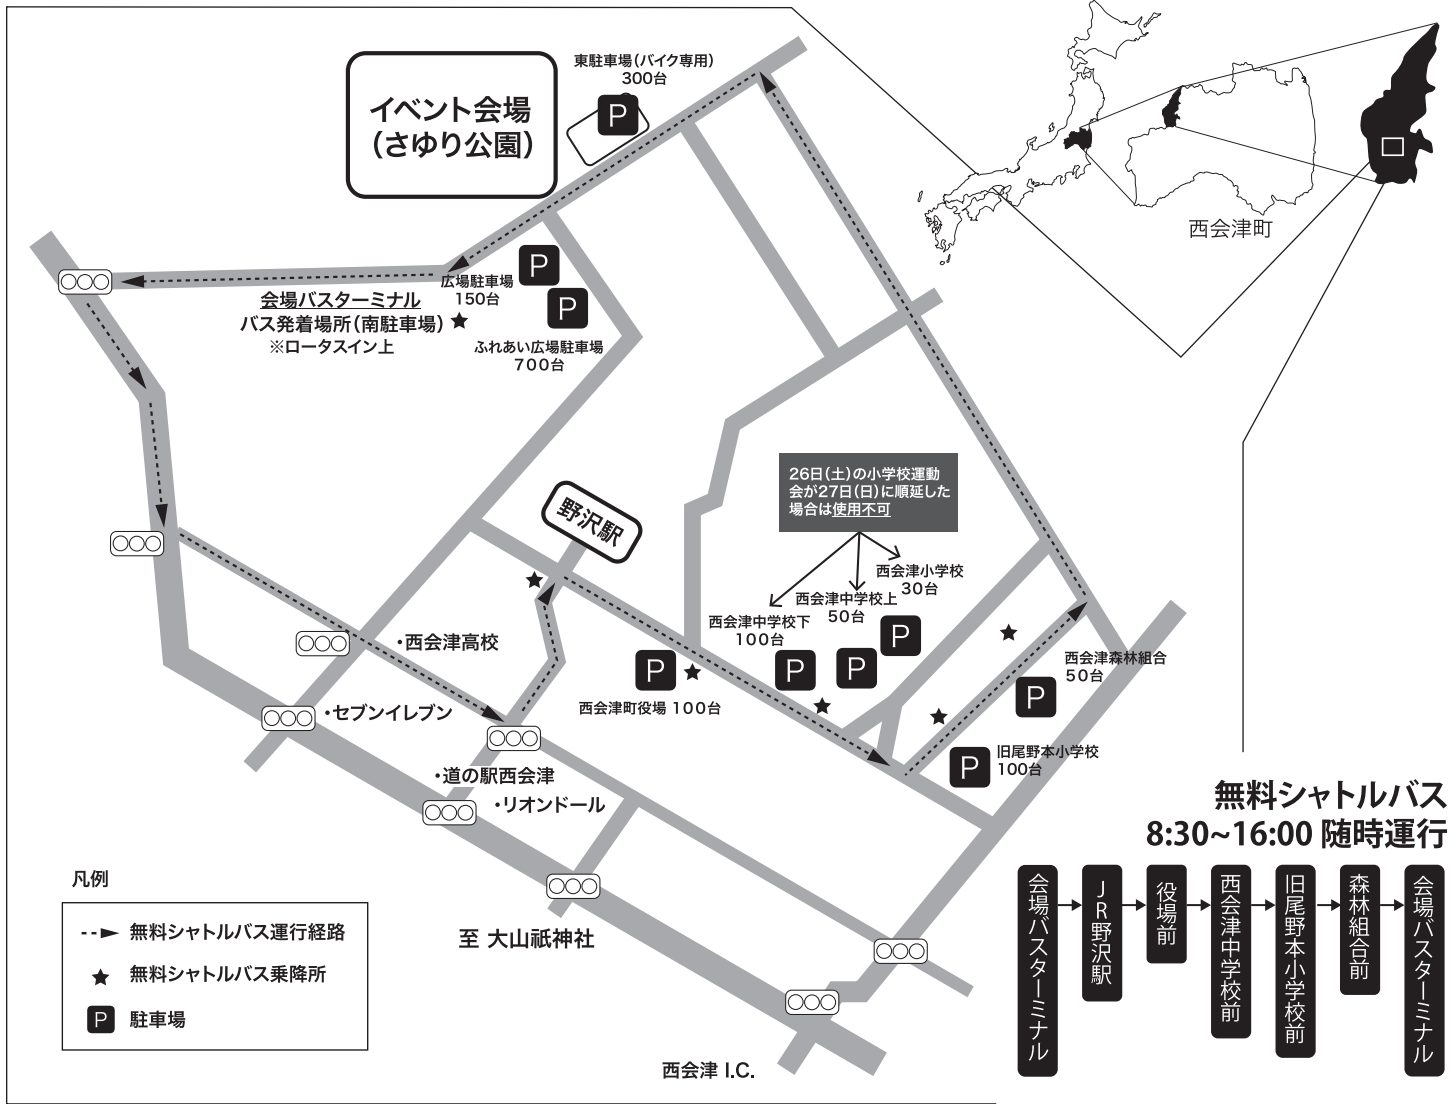 東駐車場(バイク専用)
300台
P
イベント会場
(さゆり公園)
西会津町
P
広場駐車場
150台
P
会場バスターミナル
バス発着場所(南駐車場)
※ロータスイン上
ふれあい広場駐車場
700台
26日(土)の小学校運動
会が27日(日)に順延した
場合は使用不可
野沢駅
西会津小学校
30台
西会津中学校上
50台
西会津中学校下
100台
P
P
P
P
西会津町役場 100台
・西会津高校
西会津森林組合
50台
P
・セブンイレブン
旧尾野本小学校
100台
P
・道の駅西会津
・リオンドール
無料シャトルバス
8:30~16:00 随時運行
会場バスターミナル
JR野沢駅
役場前
西会津中学校前
旧尾野本小学校前
森林組合前
会場バスターミナル
凡例
無料シャトルバス運行経路
無料シャトルバス乗降所
P 駐車場
至 大山祇神社
西会津 I.C.